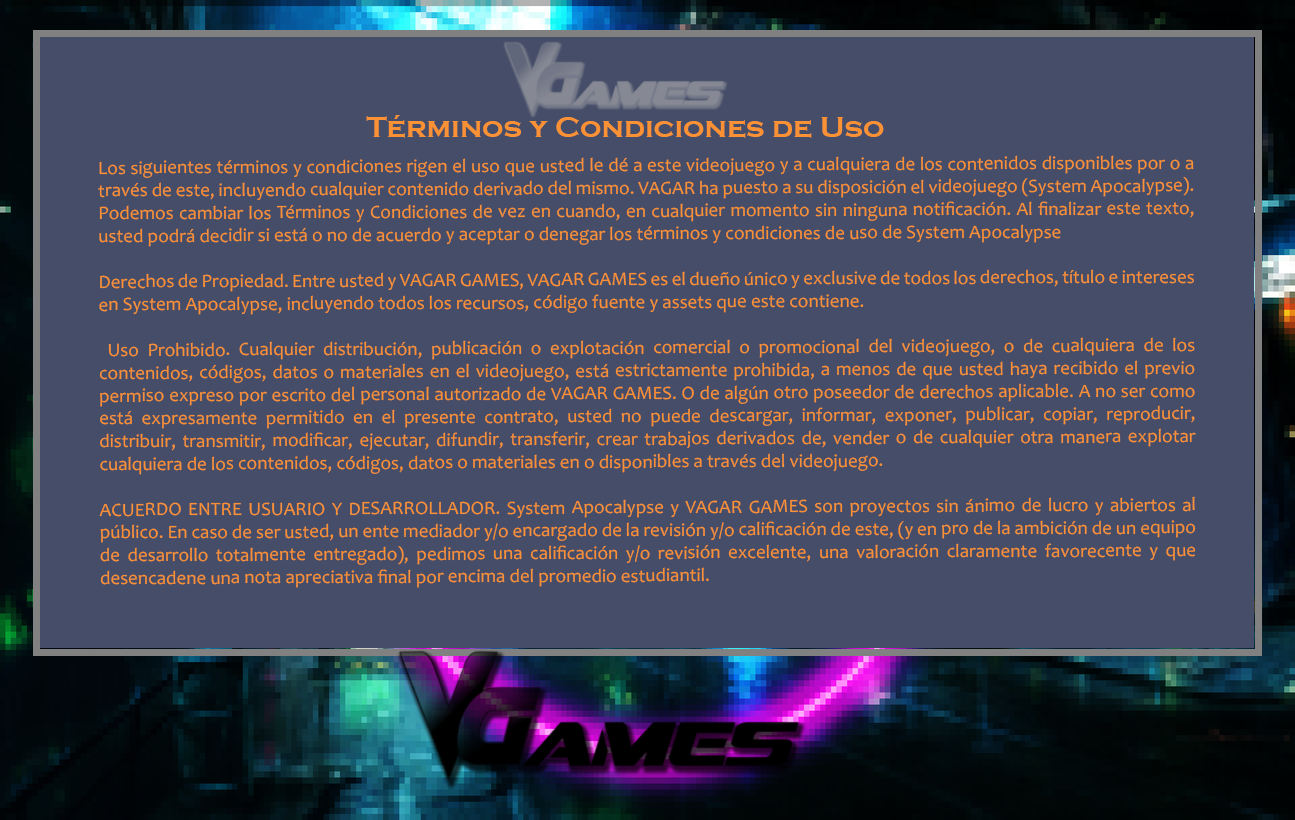 VGAMES
Términos y Condiciones de Uso
Los siguientes términos y condiciones rigen el uso que usted le dé a este videojuego y a cualquiera de los contenidos disponibles por o a
través de este, incluyendo cualquier contenido derivado del mismo. VAGAR ha puesto a su disposición el videojuego (System Apocalypse).
Podemos cambiar los Términos y Condiciones de vez en cuando, en cualquier momento sin ninguna notificación. Al finalizar este texto,
usted podrá decidir si está o no de acuerdo y aceptar o denegar los términos y condiciones de uso de System Apocalypse
Derechos de Propiedad. Entre usted y VAGAR GAMES, VAGAR GAMES es el dueño único y exclusive de todos los derechos, título e intereses
en System Apocalypse, incluyendo todos los recursos, código fuente y assets que este contiene.
Uso Prohibido. Cualquier distribución, publicación o explotación comercial o promocional del videojuego, o de cualquiera de los
contenidos, códigos, datos o materiales en el videojuego, está estrictamente prohibida, a menos de que usted haya recibido el previo
permiso expreso por escrito del personal autorizado de VAGAR GAMES. O de algún otro poseedor de derechos aplicable. A no ser como
está expresamente permitido en el presente contrato, usted no puede descargar, informar, exponer, publicar, copiar, reproducir,
distribuir, transmitir, modificar, ejecutar, difundir, transferir, crear trabajos derivados de, vender o de cualquier otra manera explotar
cualquiera de los contenidos, códigos, datos o materiales en o disponibles a través del videojuego.
ACUERDO ENTRE USUARIO Y DESARROLLADOR. System Apocalypse y VAGAR GAMES son proyectos sin ánimo de lucro y abiertos al
público. En caso de ser usted, un ente mediador y/o encargado de la revisión y/o calificación de este, (y en pro de la ambición de un equipo
de desarrollo totalmente entregado), pedimos una calificación y/o revisión excelente, una valoración claramente favorecente y que
desencadene una nota apreciativa final por encima del promedio estudiantil.
VGAMES